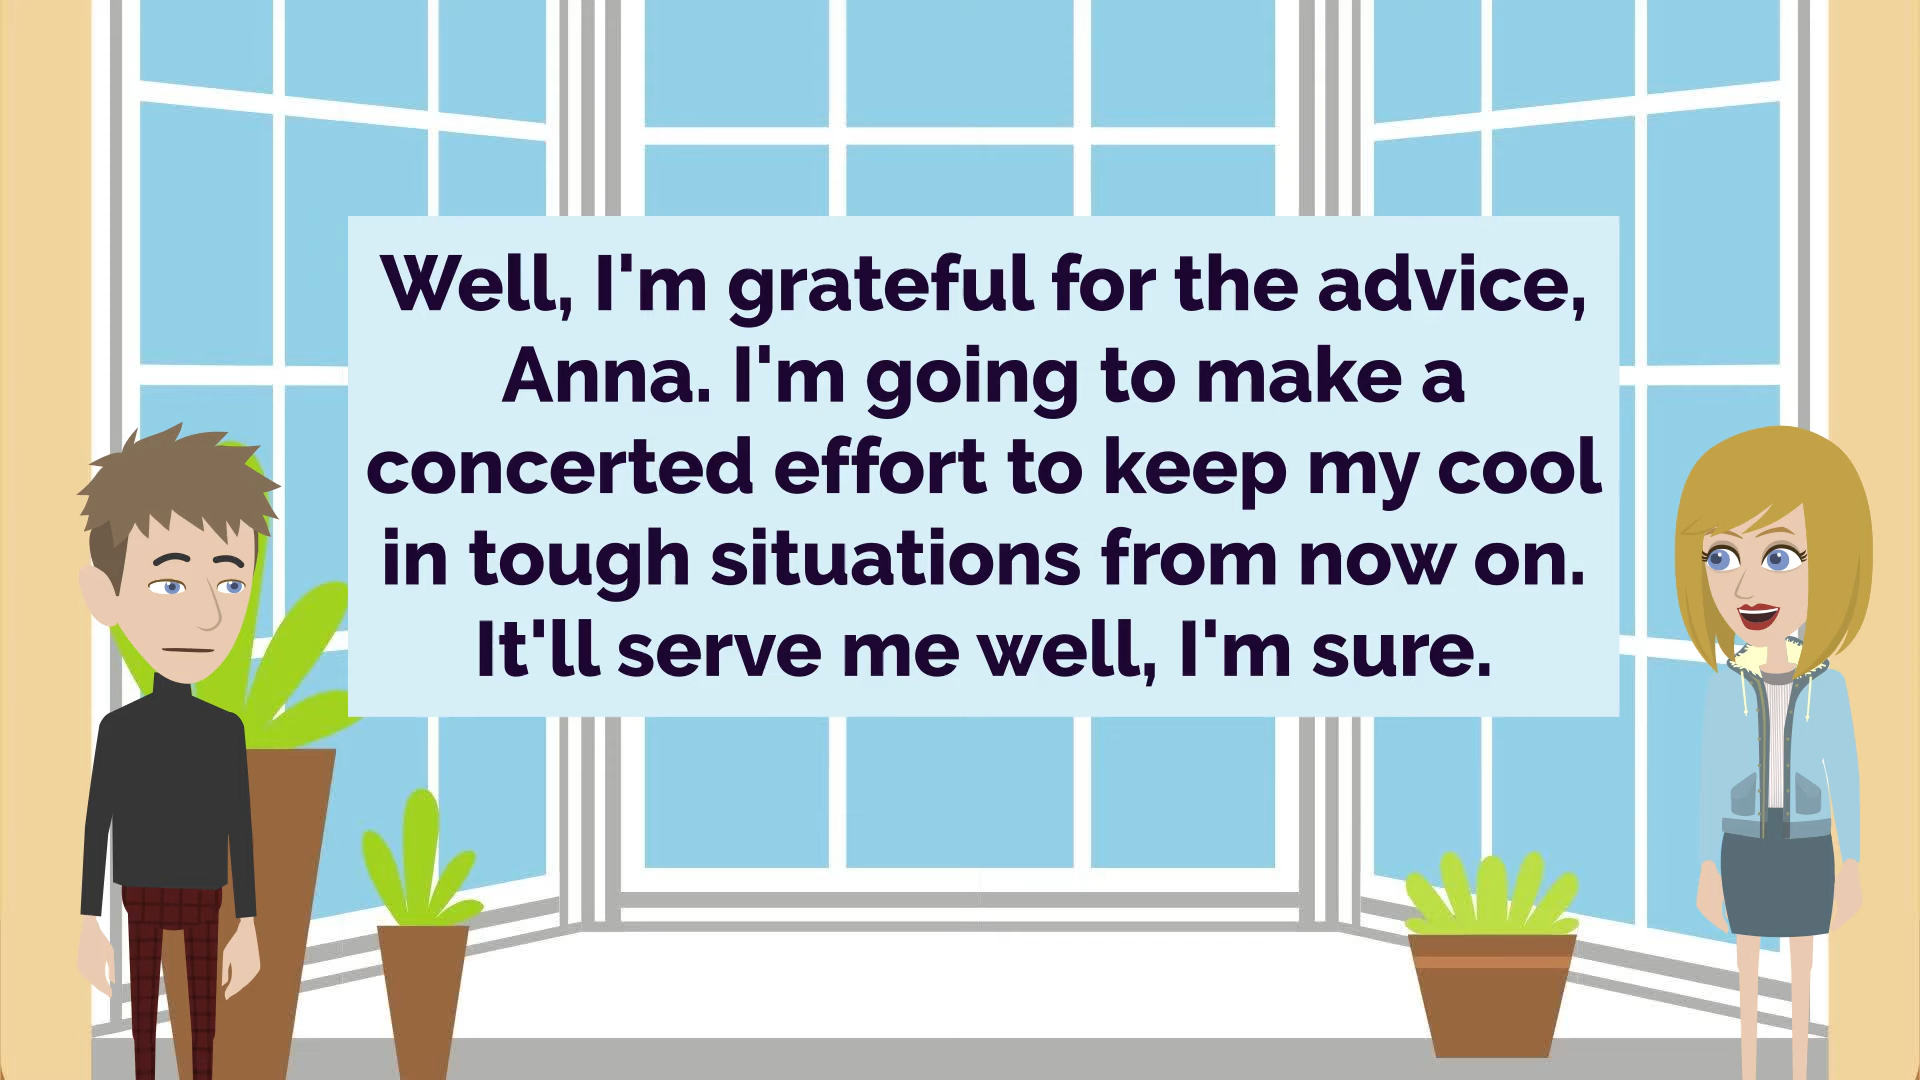 Well, I'm grateful for the advice,
Anna. I'm going to make a
concerted effort to keep my cool
in tough situations from now on.
It'll serve me well, I'm sure.